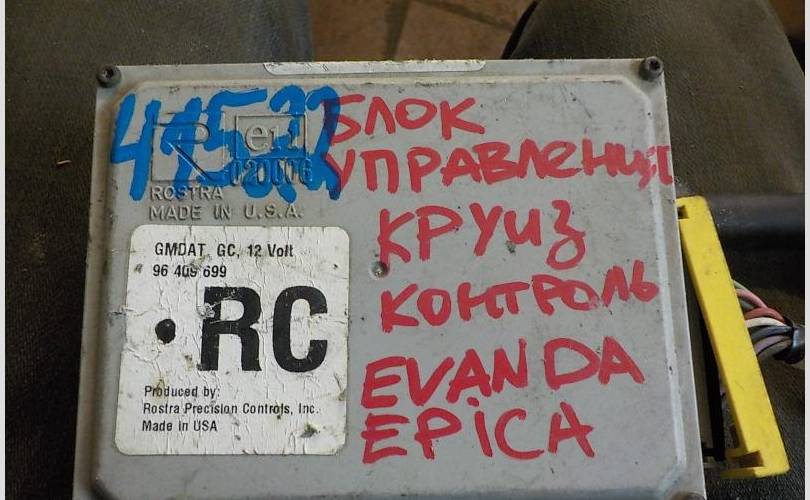 БЛОК
УПРАВЛЕНИЯ
КРУИЗ
КОНТРОЛЬ
EVANDA
EPiCA
e11
020006
ROSTRA
MADE IN U.S.A.
GMDAT GC, 12 Volt
96 409 699
RC
Produced by:
Rostra Precision Controls, Inc.
Made in USA